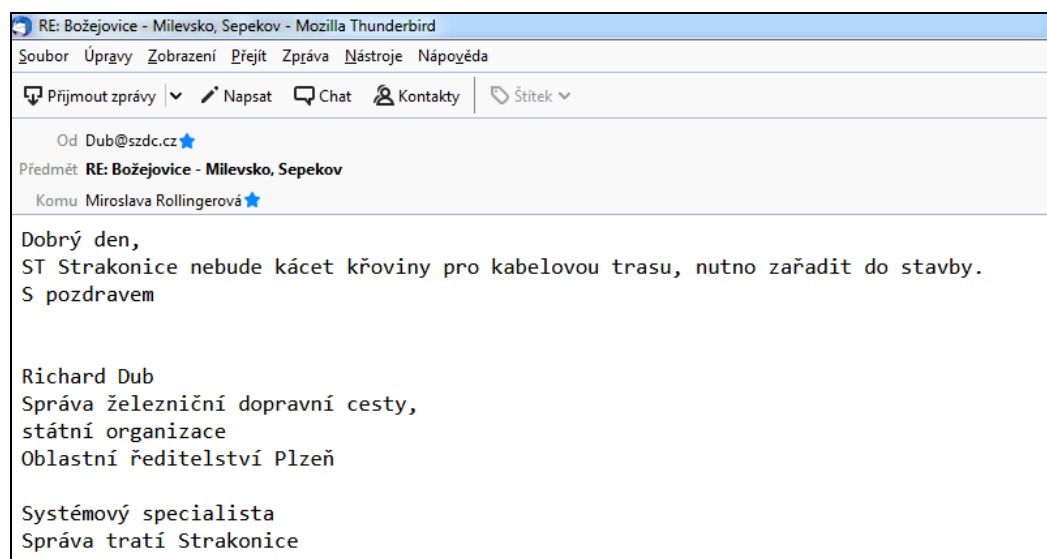 RE: Božejovice - Milevsko, Sepekov - Mozilla Thunderbird
Soubor Úpravy Zobrazení Přejít Zpráva Nástroje Nápověda
Přijmout zprávy Napsat Chat Kontakty Štítek
Od Dub@szdc.cz
Předmět RE: Božejovice - Milevsko, Sepekov
Komu Miroslava Rollingerová
Dobrý den,
ST Strakonice nebude kácet křoviny pro kabelovou trasu, nutno zařadit do stavby.
S pozdravem
Richard Dub
Správa železniční dopravní cesty,
státní organizace
Oblastní ředitelství Plzeň
Systémový specialista
Správa tratí Strakonice